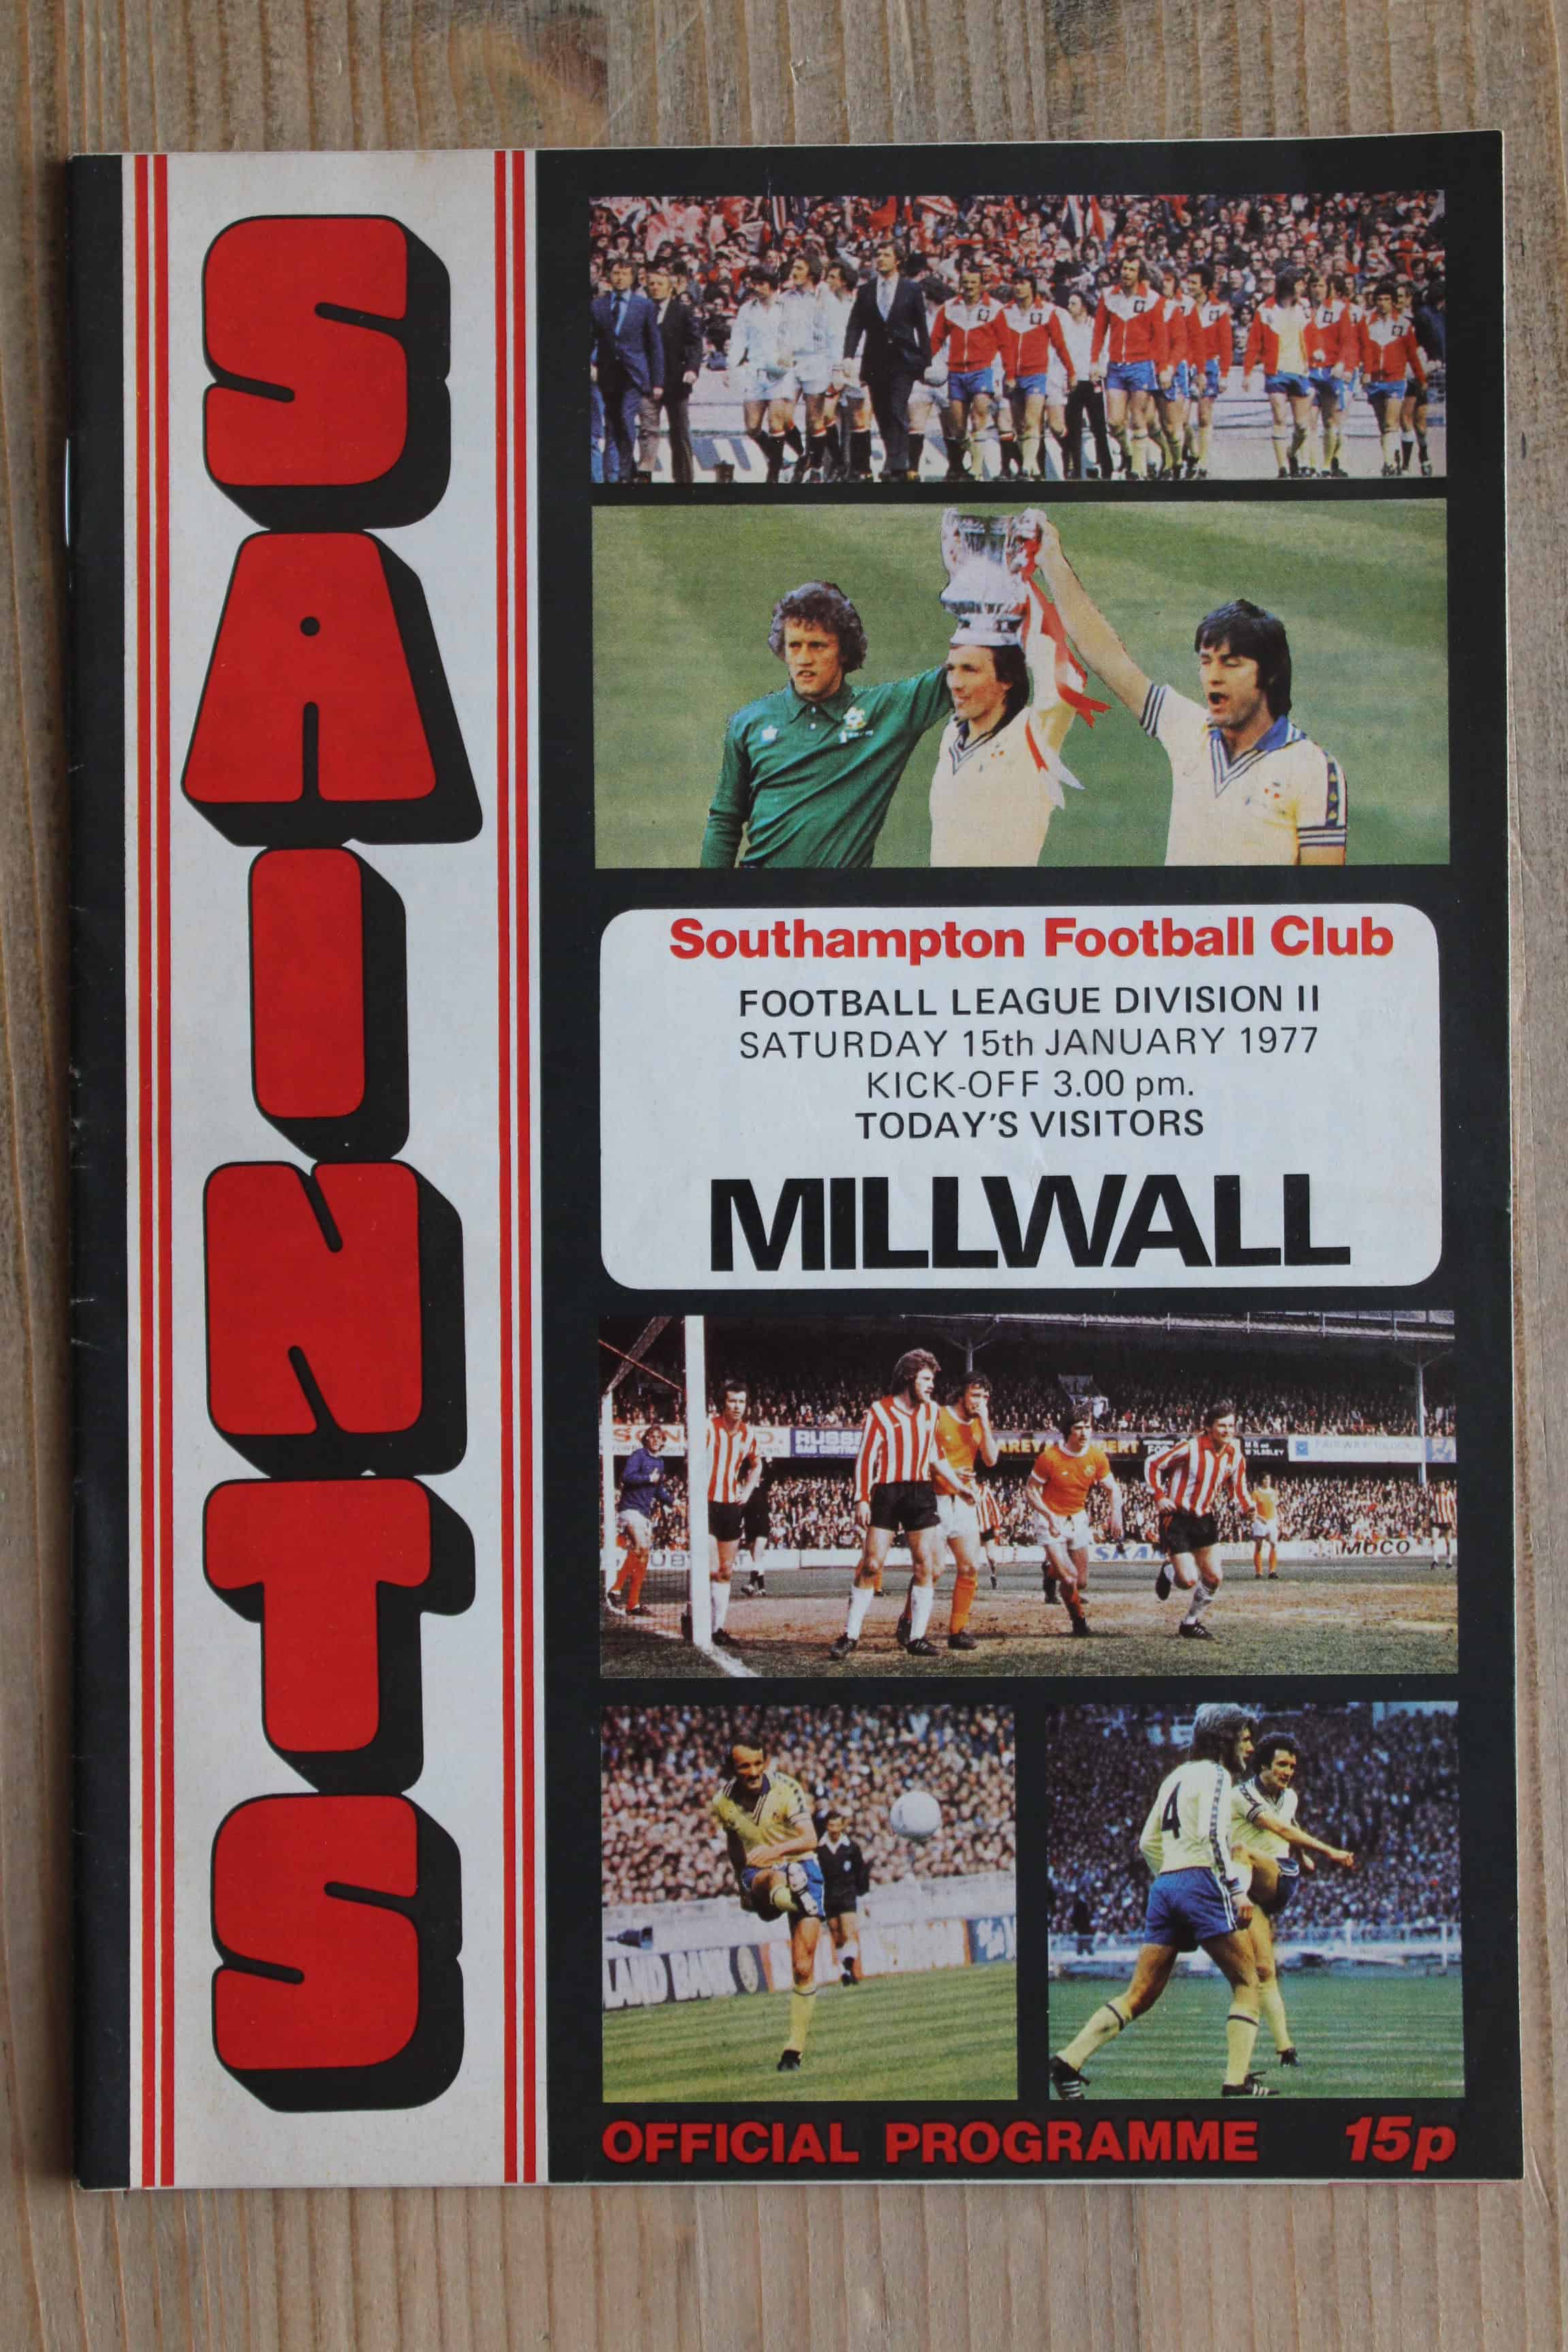 SAINTS
Southampton Football Club
FOOTBALL LEAGUE DIVISION II
SATURDAY 15th JANUARY 1977
KICK-OFF 3.00 pm.
TODAY'S VISITORS
MILLWALL
4
OFFICIAL PROGRAMME 15p